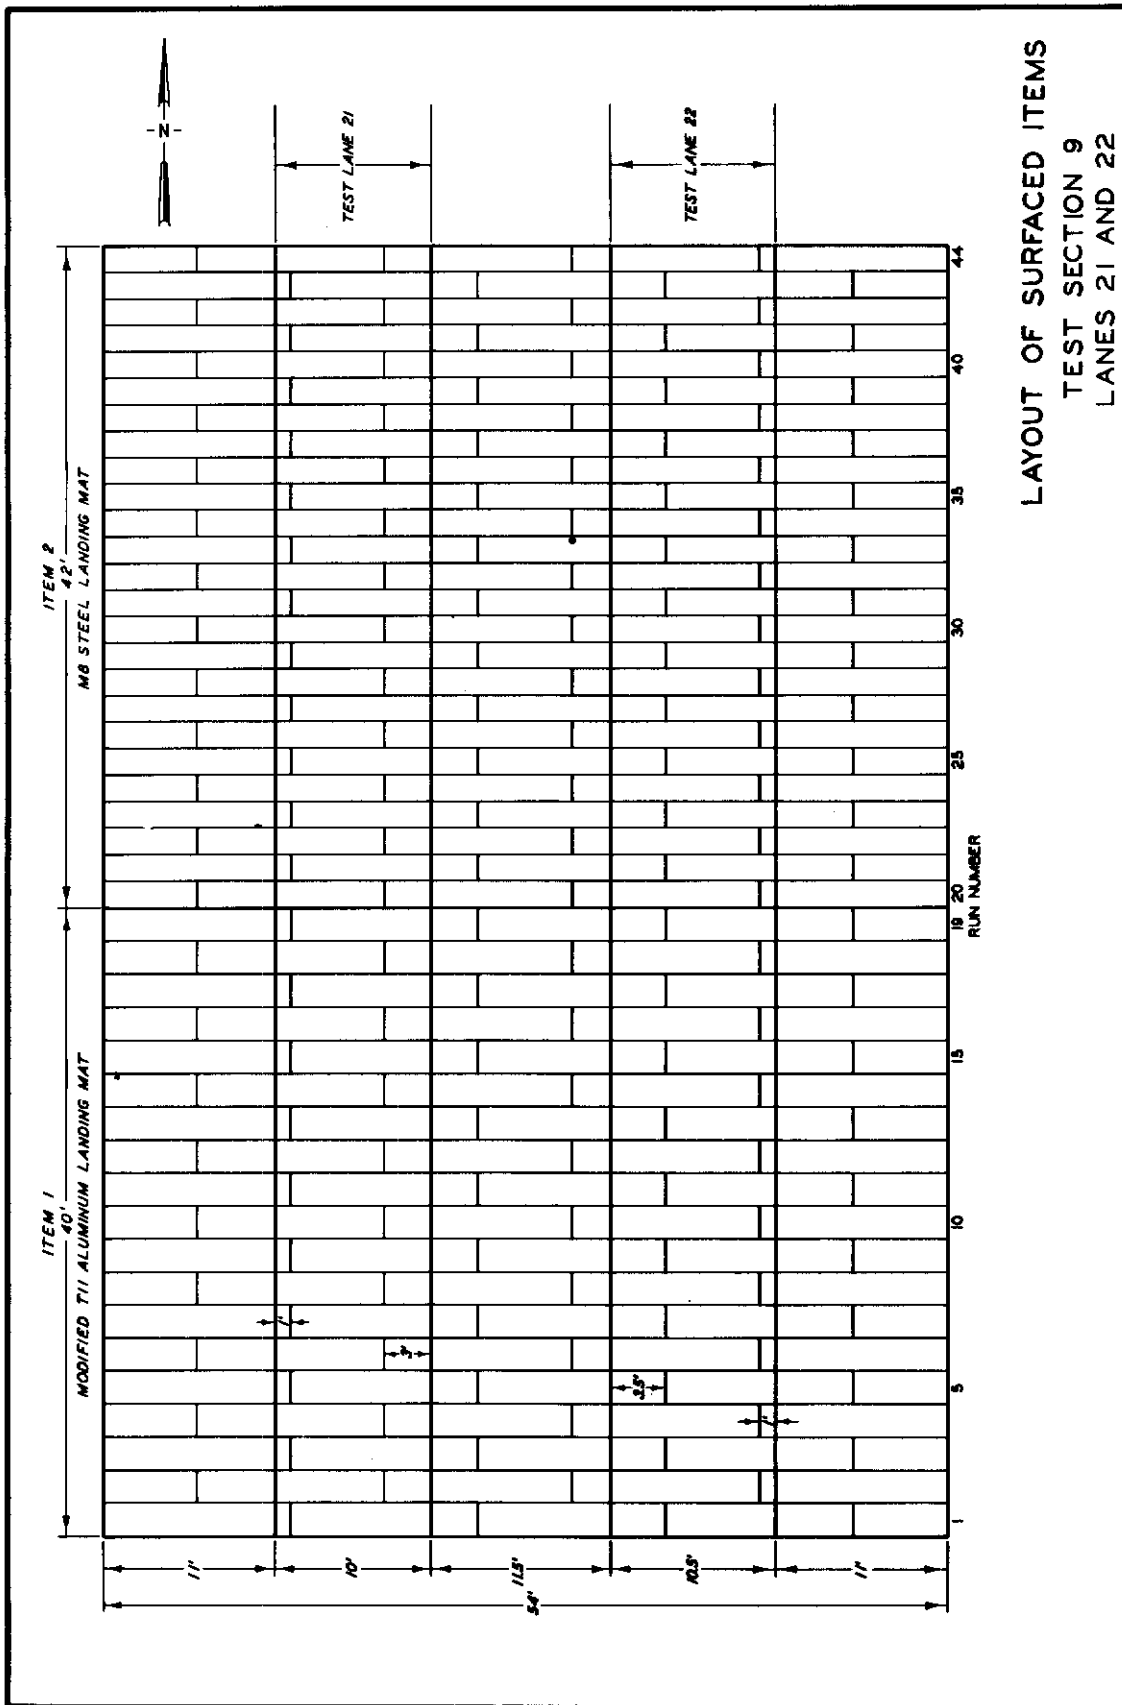 ITEM 1
40'
MODIFIED T11 ALUMINUM LANDING MAT
ITEM 2
42'
M8 STEEL LANDING MAT
-N-
TEST LANE 21
TEST LANE 22
11'
10'
11.5'
10.5'
11'
54'
1'
3'
3.5'
1'
1 5 10 15 19 20 25 30 35 40 44
RUN NUMBER
LAYOUT OF SURFACED ITEMS
TEST SECTION 9
LANES 21 AND 22